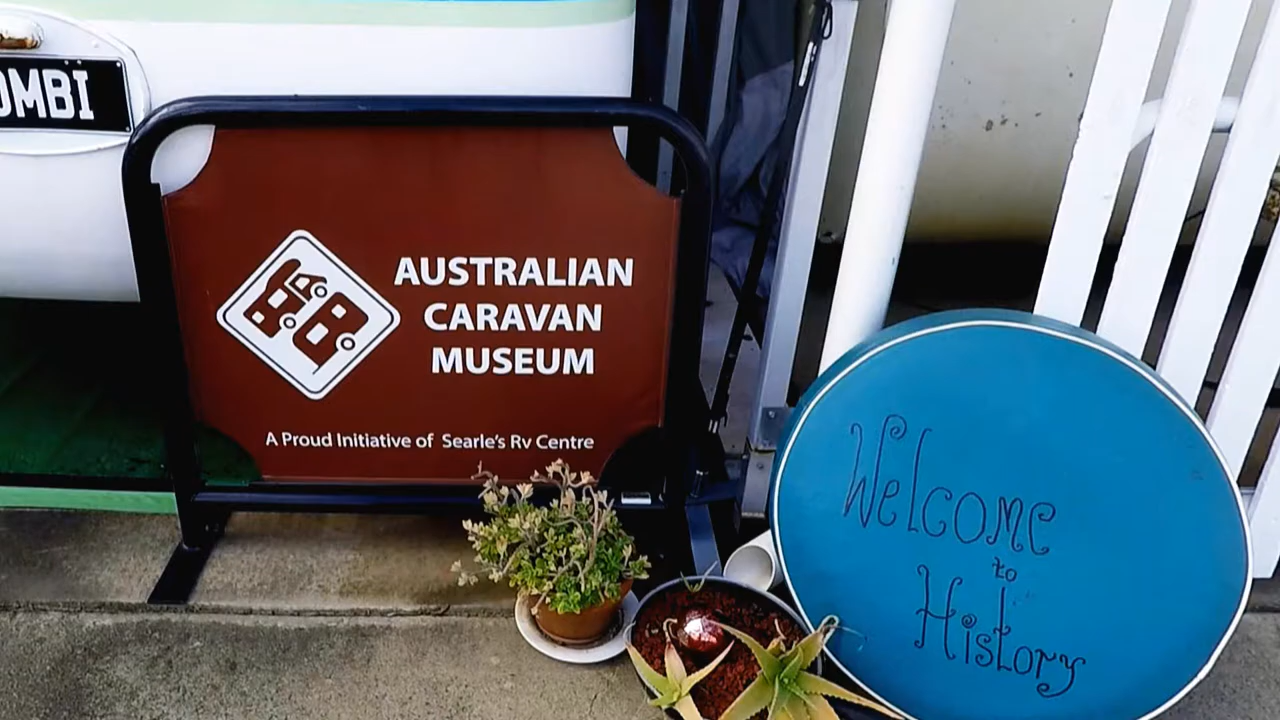 OMBI
AUSTRALIAN
CARAVAN
MUSEUM
A Proud Initiative of Searle's Rv Centre
Welcome
to
History